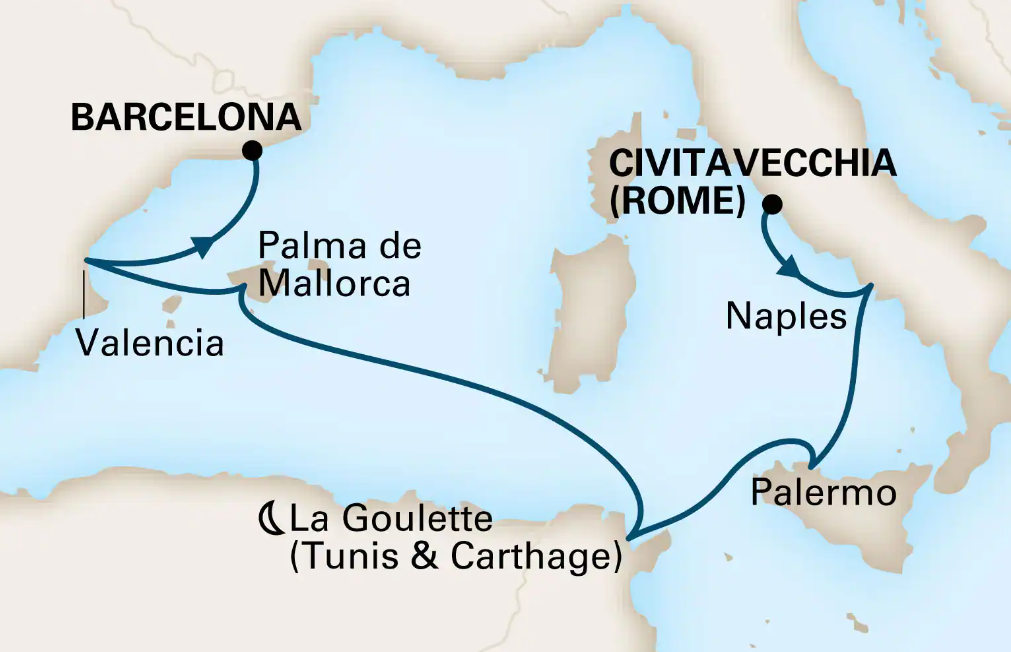 BARCELONA
CIVITAVECCHIA
(ROME)
Palma de
Mallorca
Naples
Valencia
Palermo
La Goulette
(Tunis & Carthage)